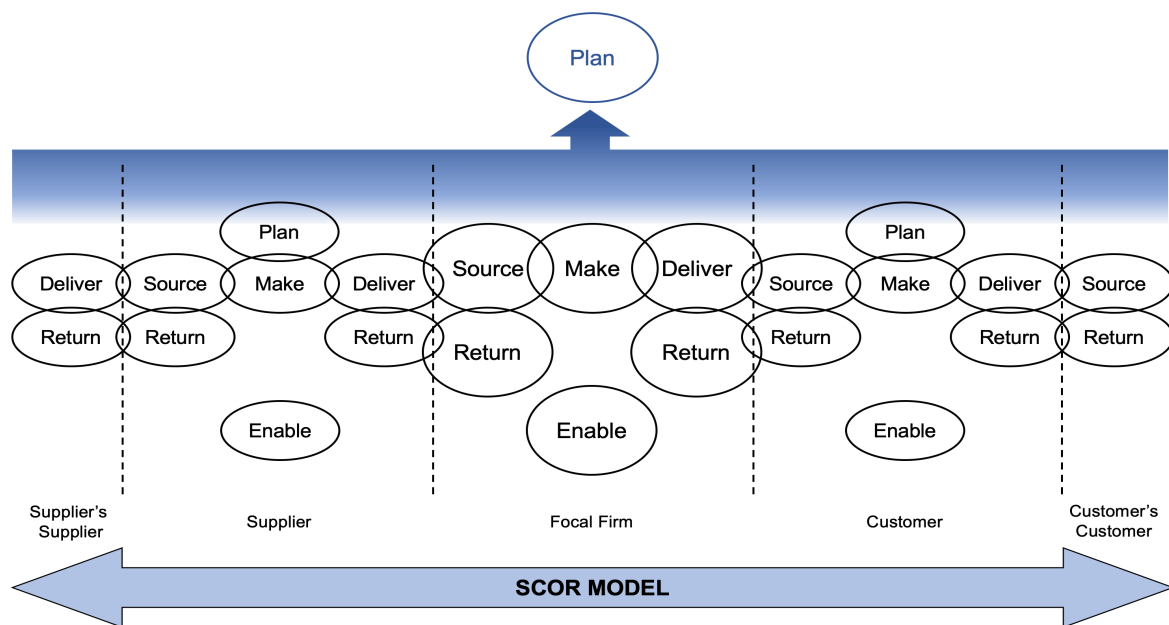 Plan
Plan
Plan
Deliver
Source
Make
Deliver
Source
Make
Deliver
Source
Make
Deliver
Source
Return
Return
Return
Return
Return
Return
Return
Return
Enable
Enable
Enable
Supplier's
Supplier
Supplier
Focal Firm
Customer
Customer's
Customer
SCOR MODEL